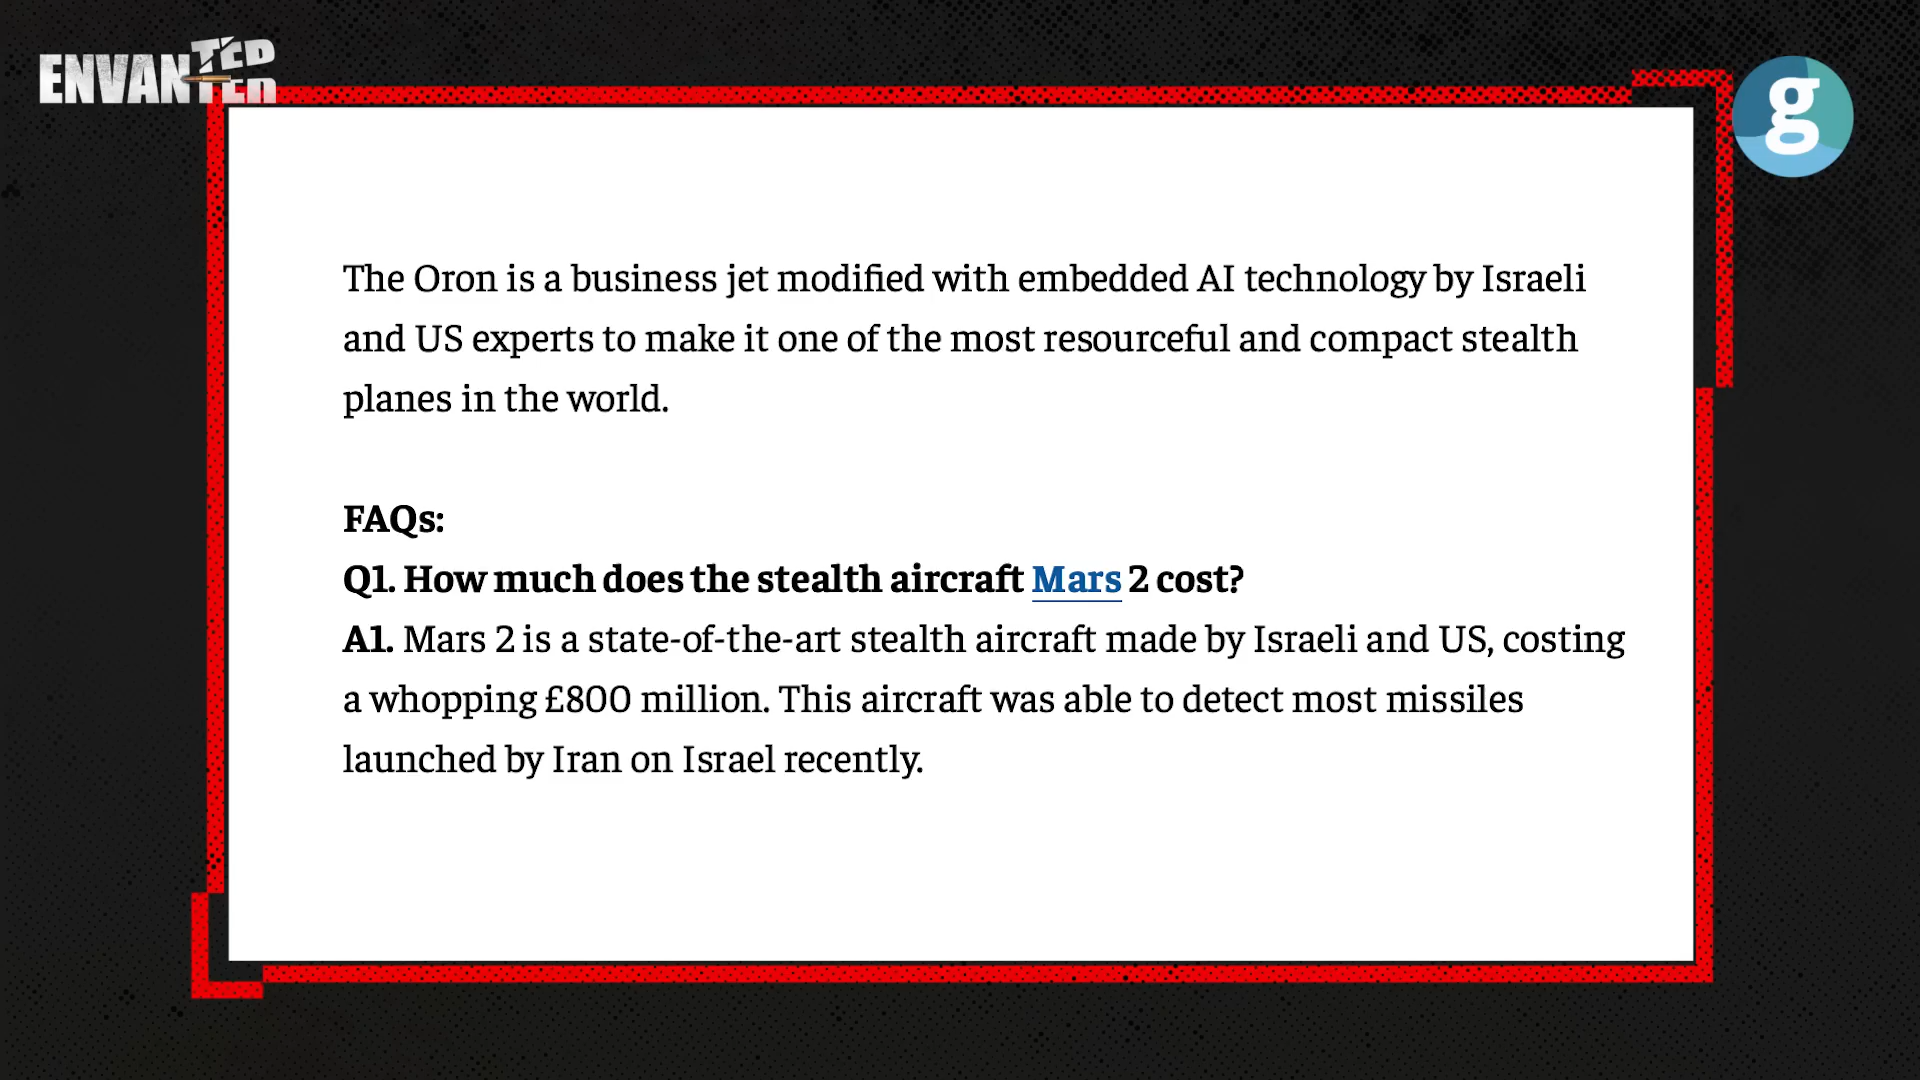 ENVANTER
g
The Oron is a business jet modified with embedded AI technology by Israeli
and US experts to make it one of the most resourceful and compact stealth
planes in the world.
FAQs:
Q1. How much does the stealth aircraft Mars 2 cost?
A1. Mars 2 is a state-of-the-art stealth aircraft made by Israeli and US, costing
a whopping £800 million. This aircraft was able to detect most missiles
launched by Iran on Israel recently.